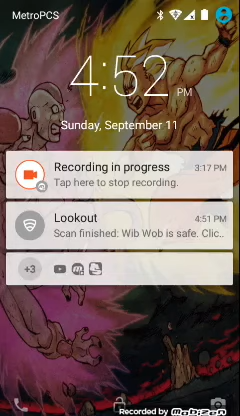 MetroPCS
4:52 PM
Sunday, September 11
Recording in progress 3:17 PM
Tap here to stop recording.
Lookout 4:51 PM
Scan finished: Wib Wob is safe. Clic..
+3
Recorded by Mobizen